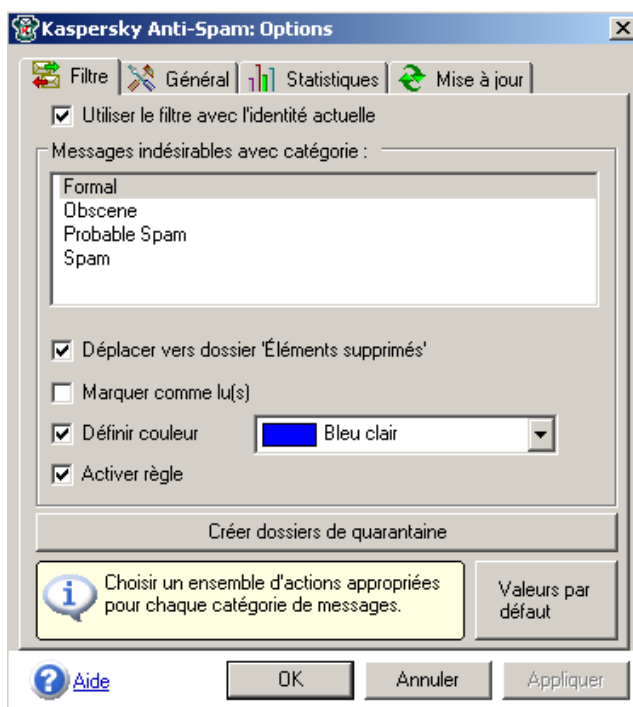 Kaspersky Anti-Spam: Options
Filtre Général Statistiques Mise à jour
Utiliser le filtre avec l'identité actuelle
Messages indésirables avec catégorie :
Formal
Obscene
Probable Spam
Spam
Déplacer vers dossier 'Éléments supprimés'
Marquer comme lu(s)
Définir couleur Bleu clair
Activer règle
Créer dossiers de quarantaine
Choisir un ensemble d'actions appropriées
pour chaque catégorie de messages.
Valeurs par
défaut
Aide OK Annuler Appliquer